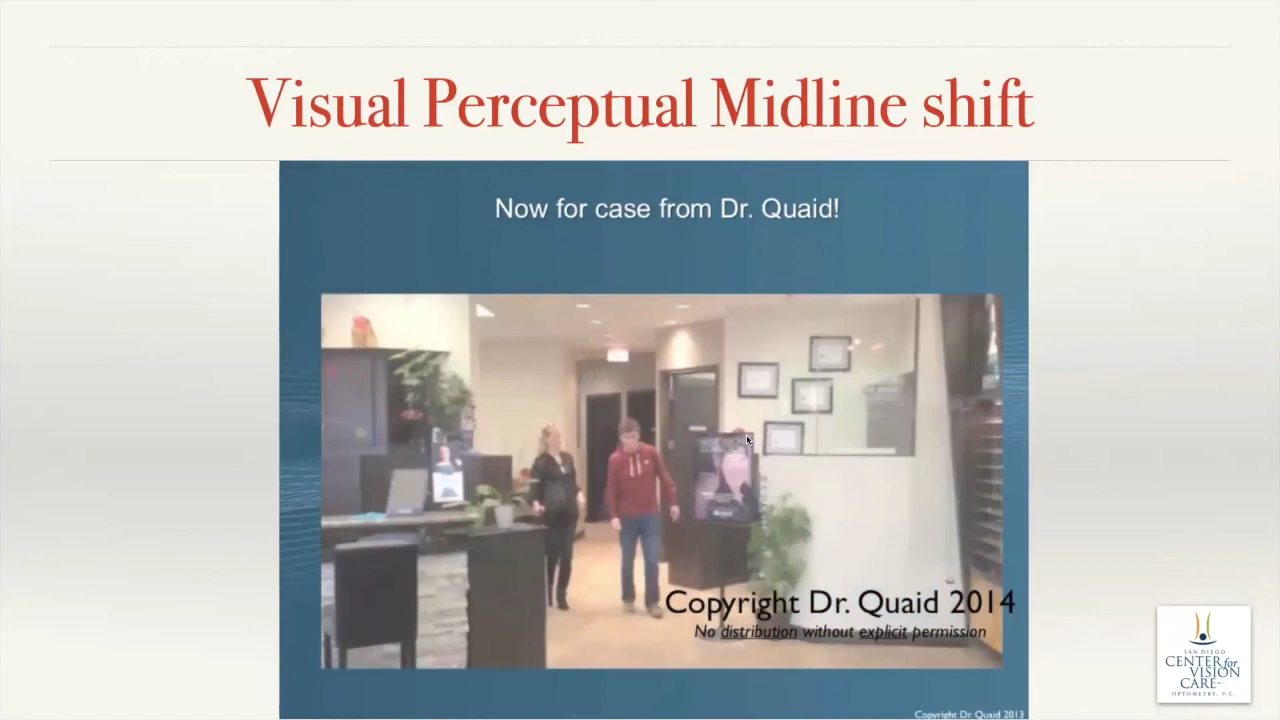 Visual Perceptual Midline shift
Now for case from Dr. Quaid!
Copyright Dr. Quaid 2014
No distribution without explicit permission
Copyright Dr. Quaid 2013
SAN DIEGO
CENTER for
VISION
CARE
OPTOMETRY, P.C.